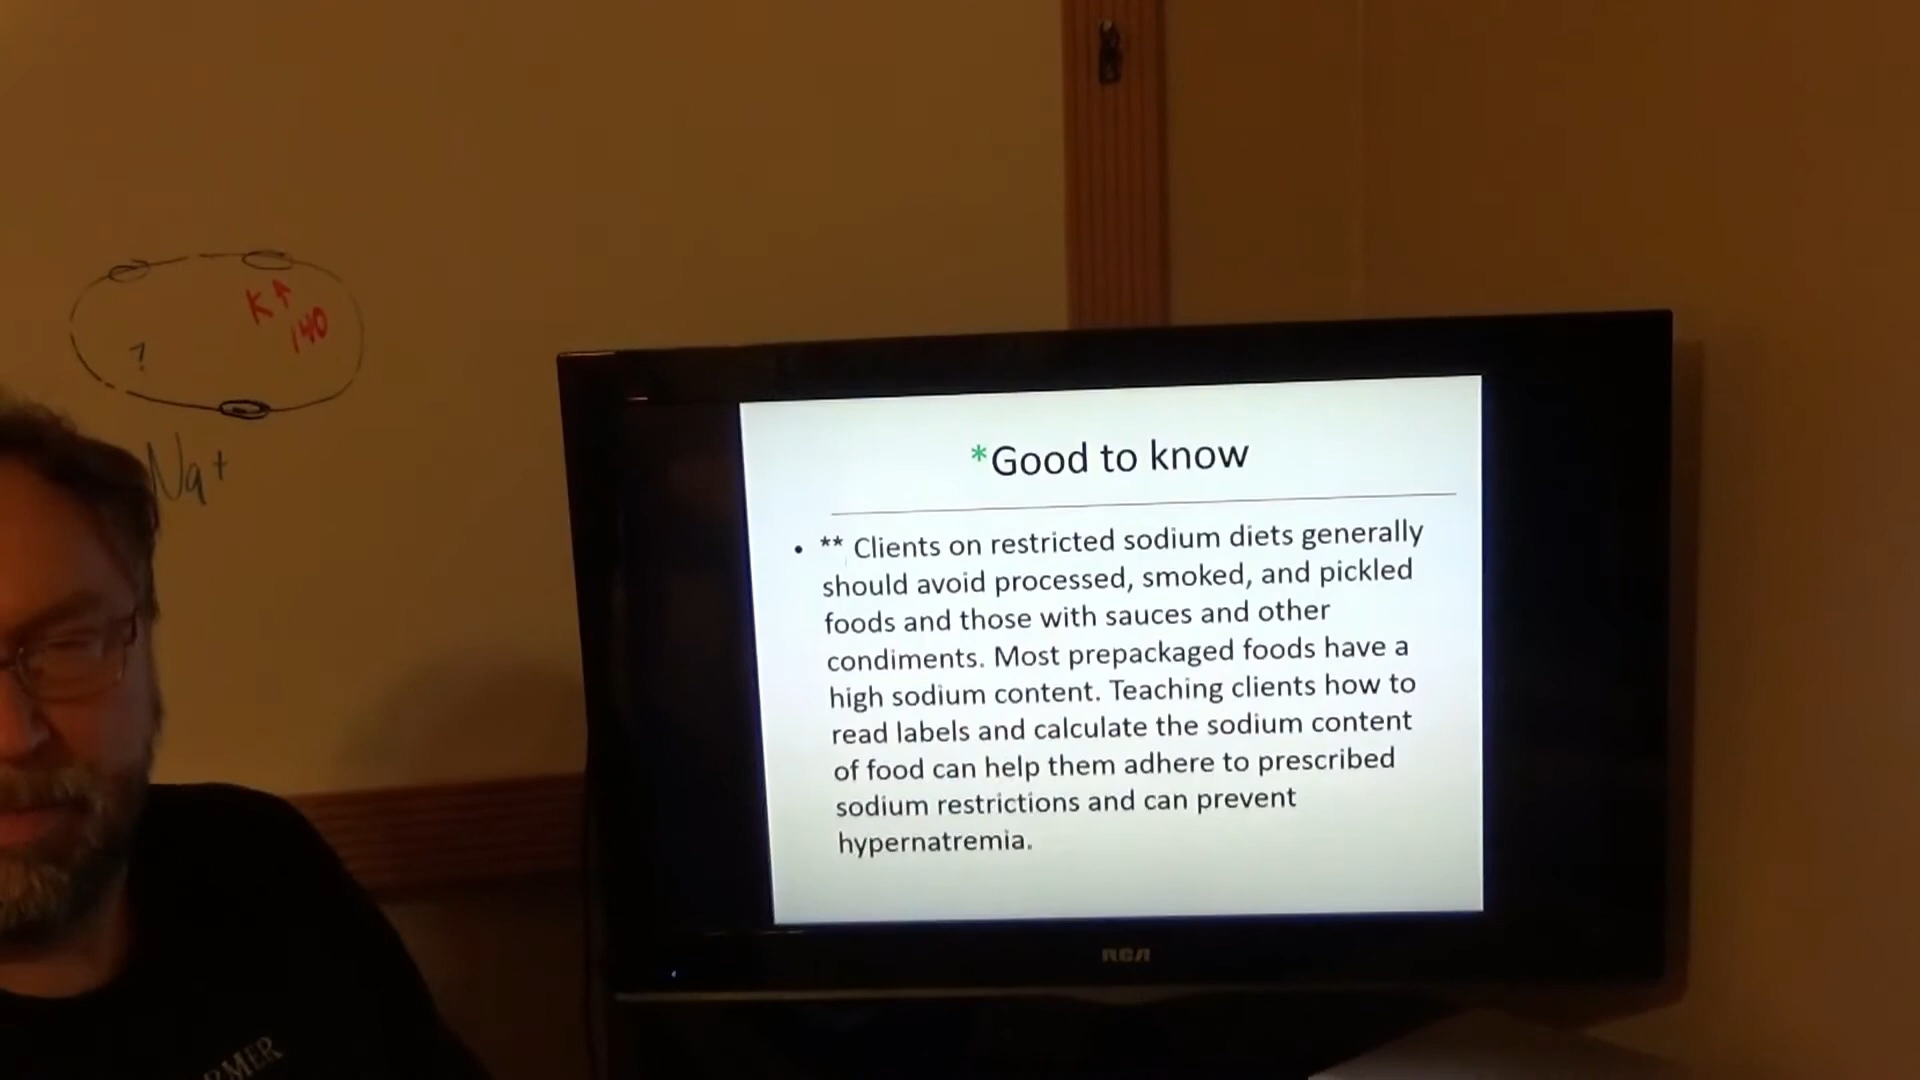 K↑
140
?
Na+
*Good to know
• ** Clients on restricted sodium diets generally
should avoid processed, smoked, and pickled
foods and those with sauces and other
condiments. Most prepackaged foods have a
high sodium content. Teaching clients how to
read labels and calculate the sodium content
of food can help them adhere to prescribed
sodium restrictions and can prevent
hypernatremia.
RCA